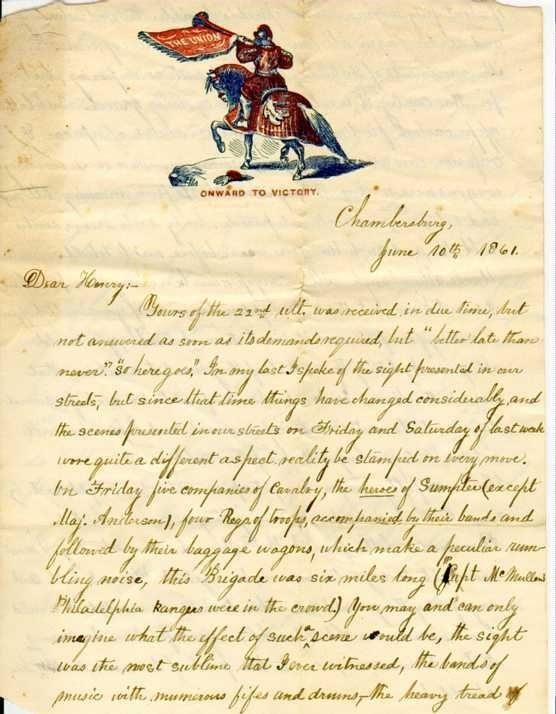 THE UNION
ONWARD TO VICTORY.
Chambersburg,
June 10th 1861.
Dear Henry:-
Yours of the 22nd ult. was received in due time, but
not answered as soon as its demands required, but "better late than
never". "so here goes". In my last I spoke of the sight presented in our
streets, but since that time things have changed considerably, and
the scenes presented in our streets on Friday and Saturday of last week
wore quite a different aspect, reality be stamped on every move.
On Friday five companies of Cavalry, the heroes of Sumpter (except
Maj. Anderson), four Regs of troops, accompanied by their bands and
followed by their baggage wagons, which make a peculiar rum-
bling noise, this Brigade was six miles long (Capt McMullens
Philadelphia Rangers were in the crowd) You may and can only
imagine what the effect of such a scene would be, the sight
was the most sublime that I ever witnessed, the bands of
music with numerous fifes and drums,- the heavy tread of